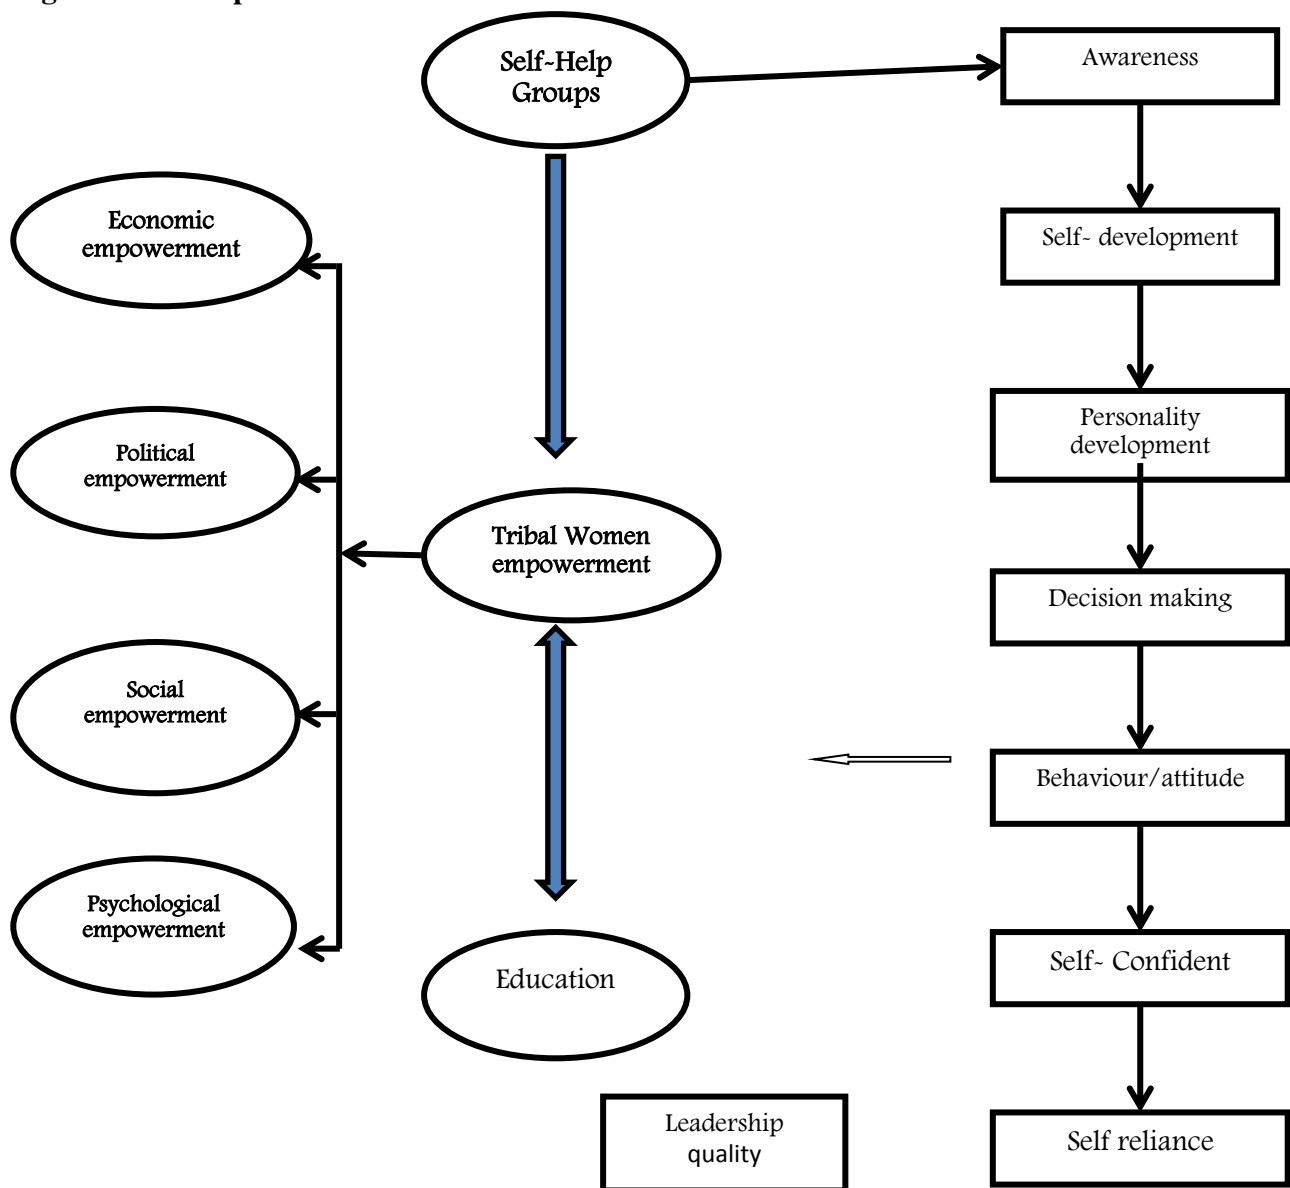 Self-Help
Groups
Awareness
Economic
empowerment
Self- development
Political
empowerment
Personality
development
Tribal Women
empowerment
Decision making
Social
empowerment
Behaviour/attitude
Psychological
empowerment
Education
Self- Confident
Leadership
quality
Self reliance